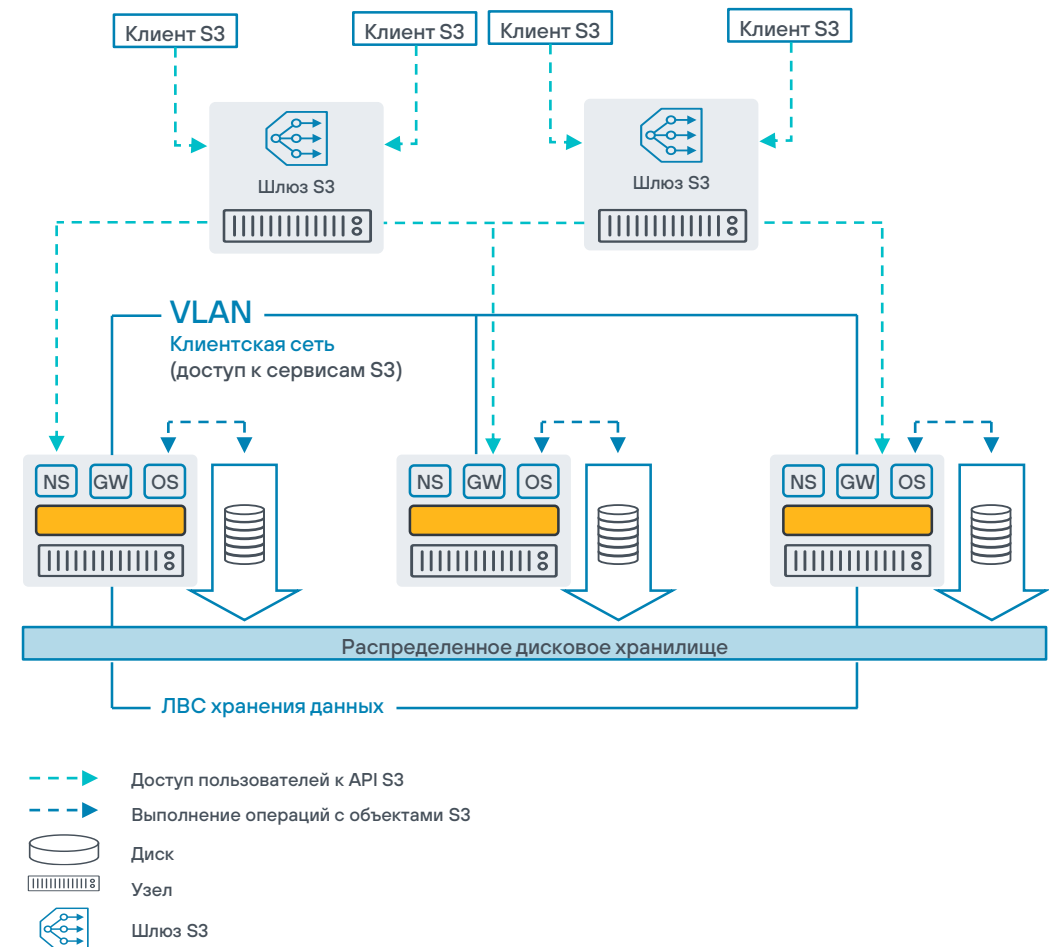 Клиент S3
Клиент S3
Клиент S3
Клиент S3
Шлюз S3
Шлюз S3
VLAN
Клиентская сеть
(доступ к сервисам S3)
NS GW OS
NS GW OS
NS GW OS
Распределенное дисковое хранилище
ЛВС хранения данных
Доступ пользователей к API S3
Выполнение операций с объектами S3
Диск
Узел
Шлюз S3